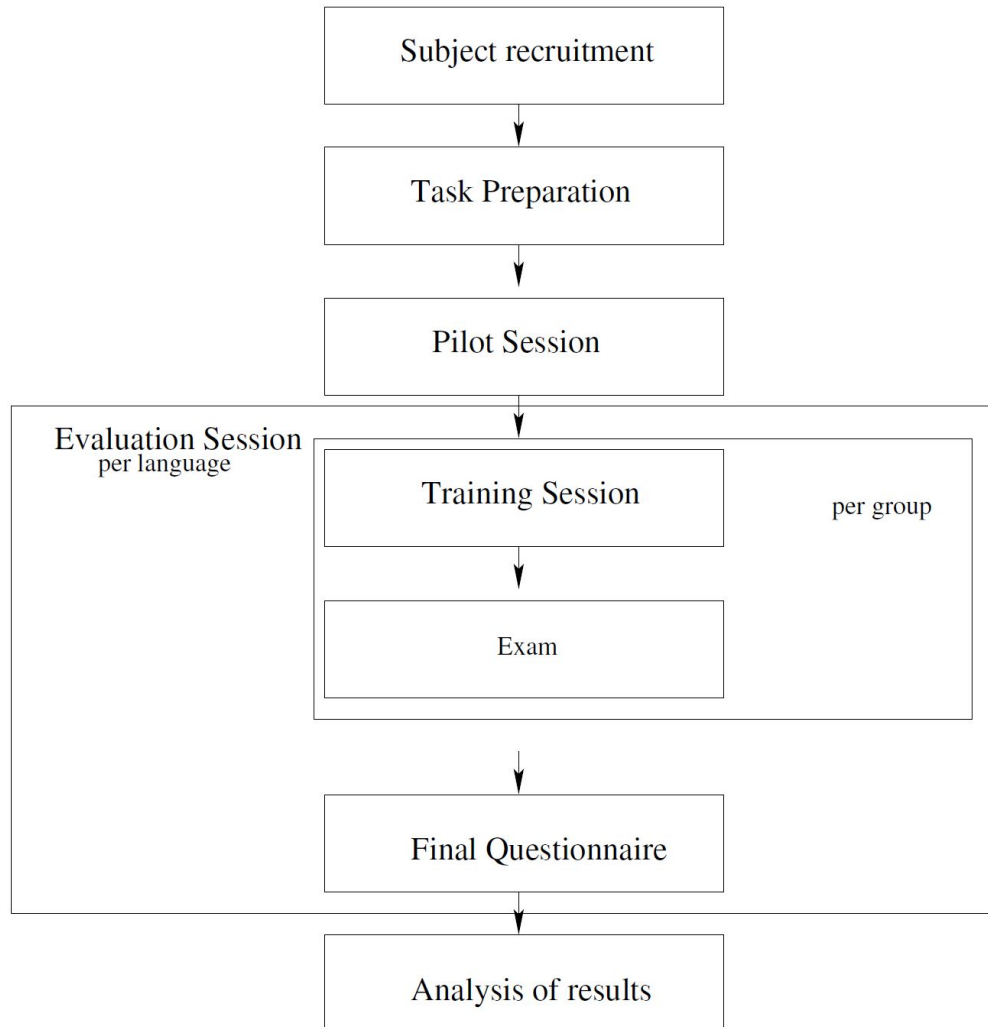 Subject recruitment
Task Preparation
Pilot Session
Evaluation Session
per language
Training Session
per group
Exam
Final Questionnaire
Analysis of results